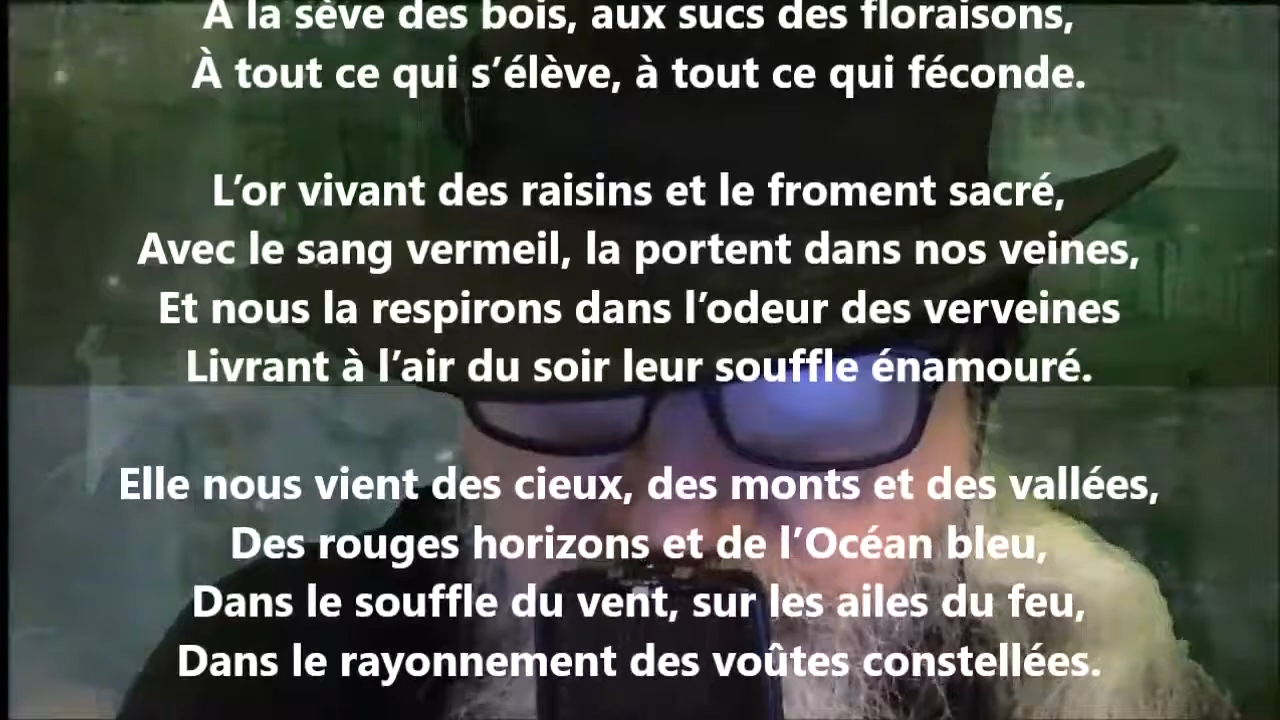 À la sève des bois, aux sucs des floraisons,
À tout ce qui s’élève, à tout ce qui féconde.
L’or vivant des raisins et le froment sacré,
Avec le sang vermeil, la portent dans nos veines,
Et nous la respirons dans l’odeur des verveines
Livrant à l’air du soir leur souffle énamouré.
Elle nous vient des cieux, des monts et des vallées,
Des rouges horizons et de l’Océan bleu,
Dans le souffle du vent, sur les ailes du feu,
Dans le rayonnement des voûtes constellées.